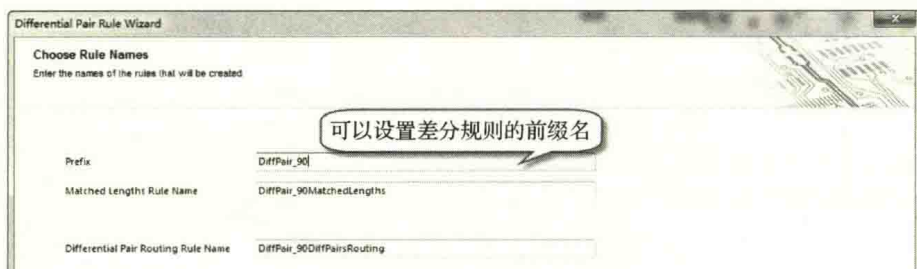 Differential Pair Rule Wizard
Choose Rule Names
Enter the names of the rules that will be created
可以设置差分规则的前缀名
Prefix
DiffPair_90
Matched Lengths Rule Name
DiffPair_90MatchedLengths
Differential Pair Routing Rule Name
DiffPair_90DiffPairsRouting